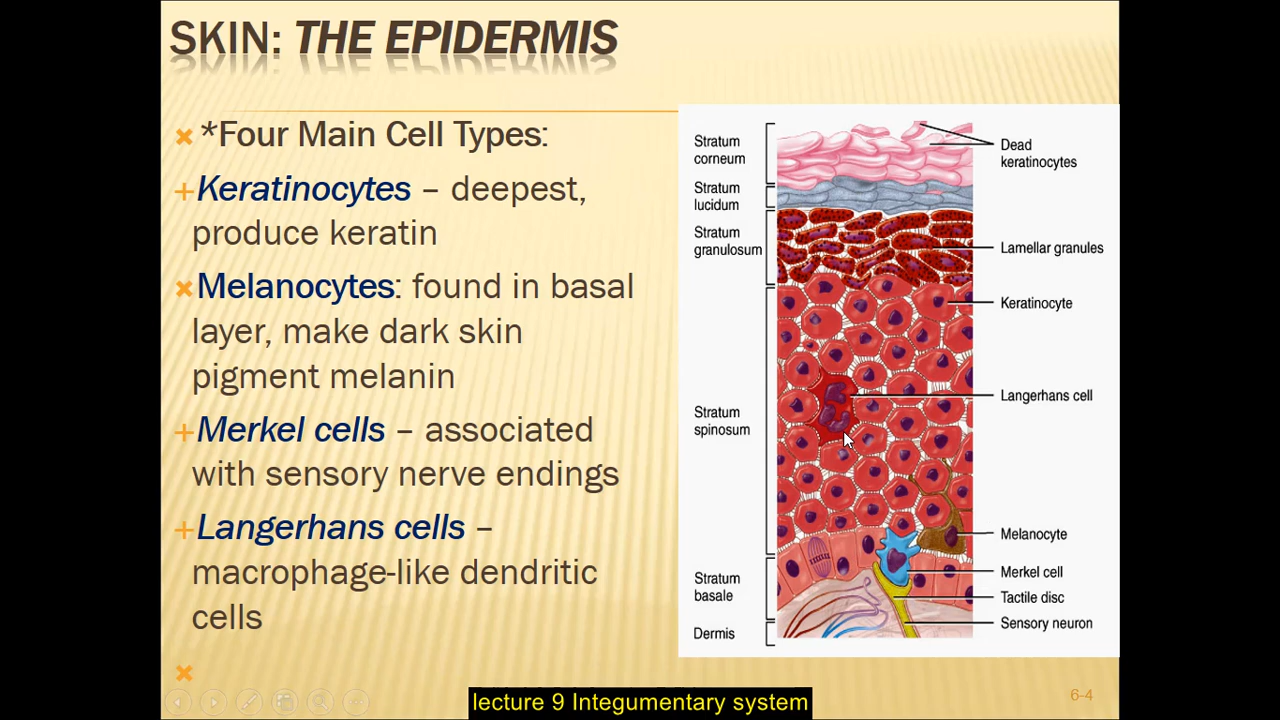 SKIN: THE EPIDERMIS
*Four Main Cell Types:
Keratinocytes – deepest,
produce keratin
Melanocytes: found in basal
layer, make dark skin
pigment melanin
Merkel cells – associated
with sensory nerve endings
Langerhans cells –
macrophage-like dendritic
cells
Stratum
corneum
Stratum
lucidum
Stratum
granulosum
Stratum
spinosum
Stratum
basale
Dermis
Dead
keratinocytes
Lamellar granules
Keratinocyte
Langerhans cell
Melanocyte
Merkel cell
Tactile disc
Sensory neuron
6-4
lecture 9 Integumentary system